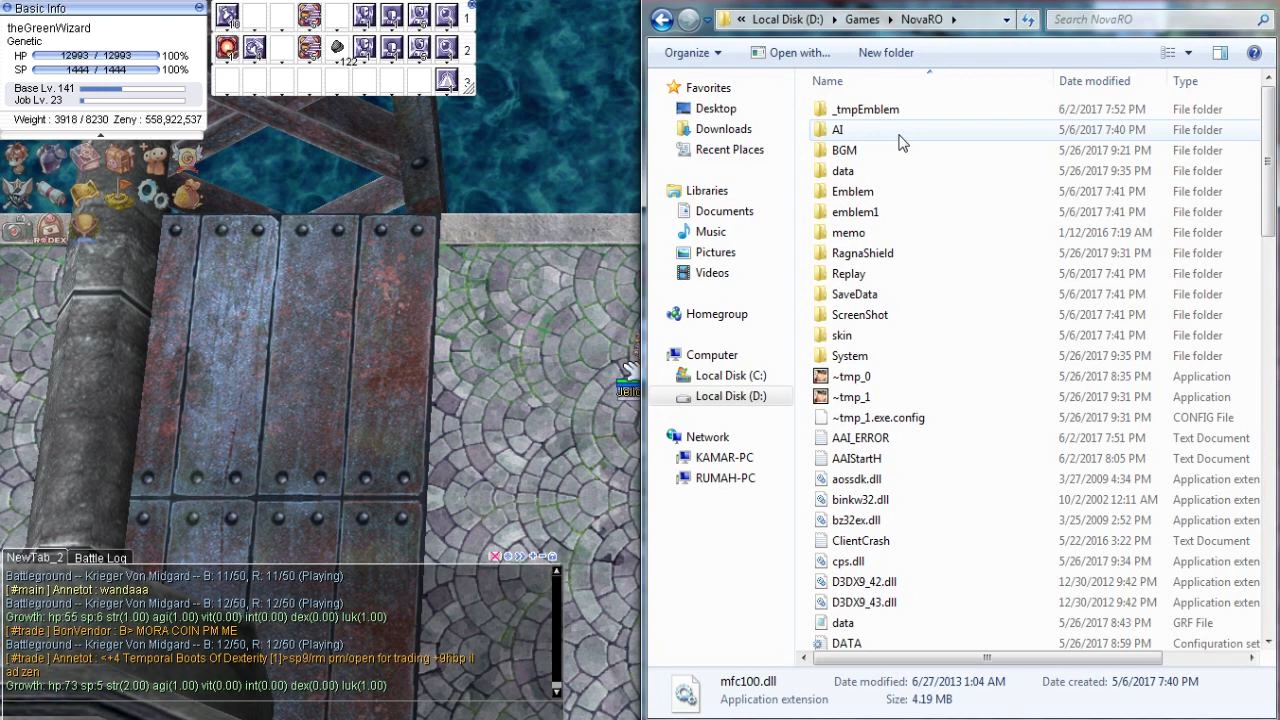 Basic Info
theGreenWizard
Genetic
HP 12993 / 12993 100%
SP 1444 / 1444 100%
Base Lv. 141
Job Lv. 23
Weight : 3918 / 8230 Zeny : 558,922,537
1
2
3
122
RODEX
NewTab_2 Battle Log
Battleground -- Krieger Von Midgard -- B: 11/50, R: 11/50 (Playing)
[ #main ] Annetot : wandaaa
Battleground -- Krieger Von Midgard -- B: 12/50, R: 12/50 (Playing)
Growth: hp:55 sp:6 str(1.00) agi(1.00) vit(0.00) int(0.00) dex(0.00) luk(1.00)
[ #trade ] BonVendor : B> MORA COIN PM ME
Battleground -- Krieger Von Midgard -- B: 12/50, R: 12/50 (Playing)
[ #trade ] Annetot : <+4 Temporal Boots Of Dexterity [1]> sp9/rm pm/open for trading +9hbp il
ad zen
Growth: hp:73 sp:5 str(2.00) agi(1.00) vit(0.00) int(0.00) dex(0.00) luk(1.00)
« Local Disk (D:) Games NovaRO
Search NovaRO
Organize Open with... New folder
Favorites
Desktop
Downloads
Recent Places
Libraries
Documents
Music
Pictures
Videos
Homegroup
Computer
Local Disk (C:)
Local Disk (D:)
Network
KAMAR-PC
RUMAH-PC
Name Date modified Type
_tmpEmblem 6/2/2017 7:52 PM File folder
AI 5/6/2017 7:40 PM File folder
BGM 5/26/2017 8:21 PM File folder
data 5/26/2017 9:35 PM File folder
Emblem 5/6/2017 7:41 PM File folder
emblem1 5/6/2017 7:41 PM File folder
memo 1/12/2016 7:19 AM File folder
RagnaShield 5/26/2017 9:31 PM File folder
Replay 5/6/2017 7:41 PM File folder
SaveData 5/6/2017 7:41 PM File folder
ScreenShot 5/6/2017 7:41 PM File folder
skin 5/6/2017 7:41 PM File folder
System 5/26/2017 9:35 PM File folder
~tmp_0 5/26/2017 8:35 PM Application
~tmp_1 5/26/2017 9:31 PM Application
~tmp_1.exe.config 5/26/2017 9:31 PM CONFIG File
AAI_ERROR 6/2/2017 7:51 PM Text Document
AAIStartH 6/2/2017 8:05 PM Text Document
aossdk.dll 3/27/2009 4:34 PM Application exten
binkw32.dll 10/2/2002 12:11 AM Application exten
bz32ex.dll 3/25/2009 2:52 PM Application exten
ClientCrash 5/22/2016 3:22 PM Text Document
cps.dll 5/26/2017 9:34 PM Application exten
D3DX9_42.dll 12/30/2012 9:42 PM Application exten
D3DX9_43.dll 12/30/2012 9:42 PM Application exten
data 5/26/2017 8:43 PM GRF File
DATA 5/26/2017 8:59 PM Configuration set
mfc100.dll Date modified: 6/27/2013 1:04 AM Date created: 5/6/2017 7:40 PM
Application extension Size: 4.19 MB